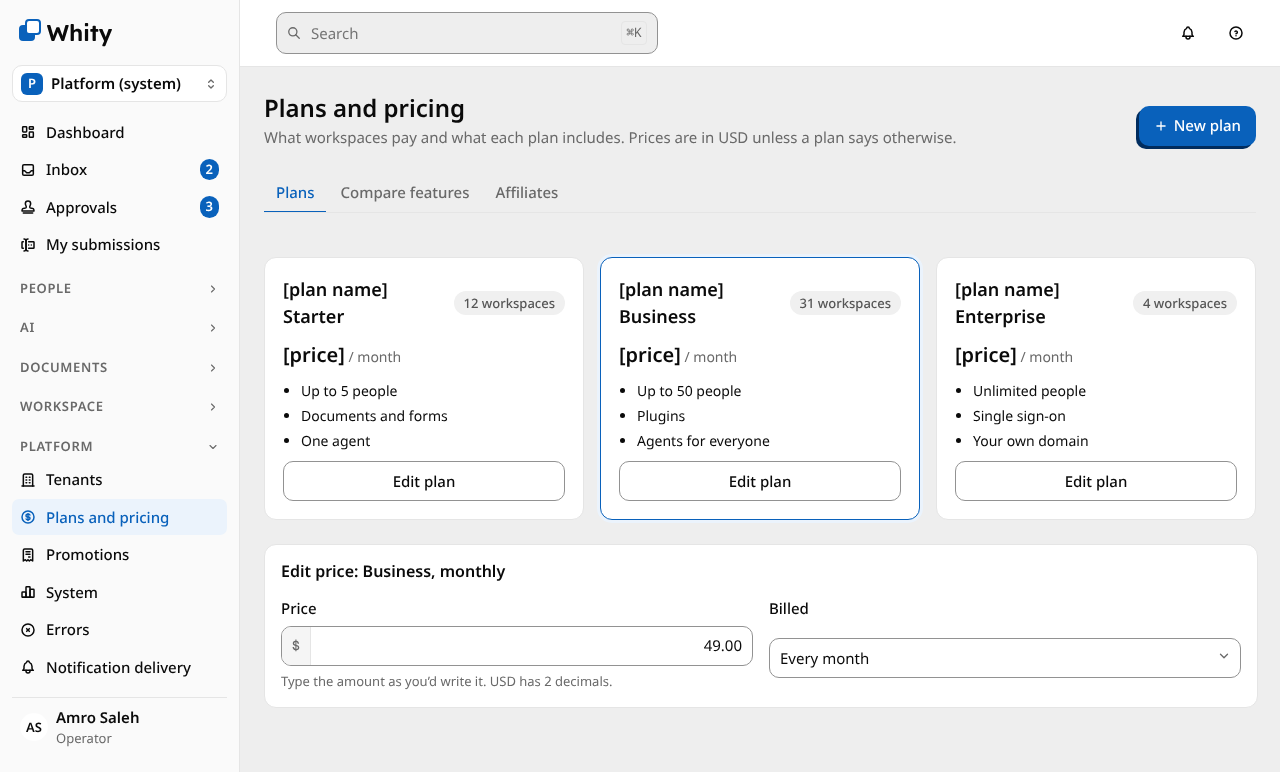 Whity
P Platform (system)
Dashboard
Inbox 2
Approvals 3
My submissions
PEOPLE
AI
DOCUMENTS
WORKSPACE
PLATFORM
Tenants
Plans and pricing
Promotions
System
Errors
Notification delivery
AS Amro Saleh
Operator
Search ⌘K
Plans and pricing
What workspaces pay and what each plan includes. Prices are in USD unless a plan says otherwise.
+ New plan
Plans Compare features Affiliates
[plan name] Starter
12 workspaces
[price] / month
• Up to 5 people
• Documents and forms
• One agent
Edit plan
[plan name] Business
31 workspaces
[price] / month
• Up to 50 people
• Plugins
• Agents for everyone
Edit plan
[plan name] Enterprise
4 workspaces
[price] / month
• Unlimited people
• Single sign-on
• Your own domain
Edit plan
Edit price: Business, monthly
Price
$ 49.00
Type the amount as you’d write it. USD has 2 decimals.
Billed
Every month